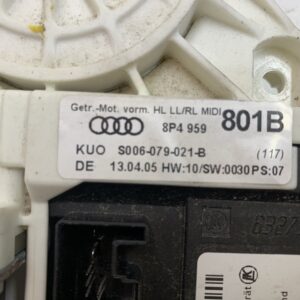 Getr.-Mot. vorm. HL LL/RL MIDI
8P4 959 801B
KUO S006-079-021-B (117)
DE 13.04.05 HW:10/SW:0030 PS:07